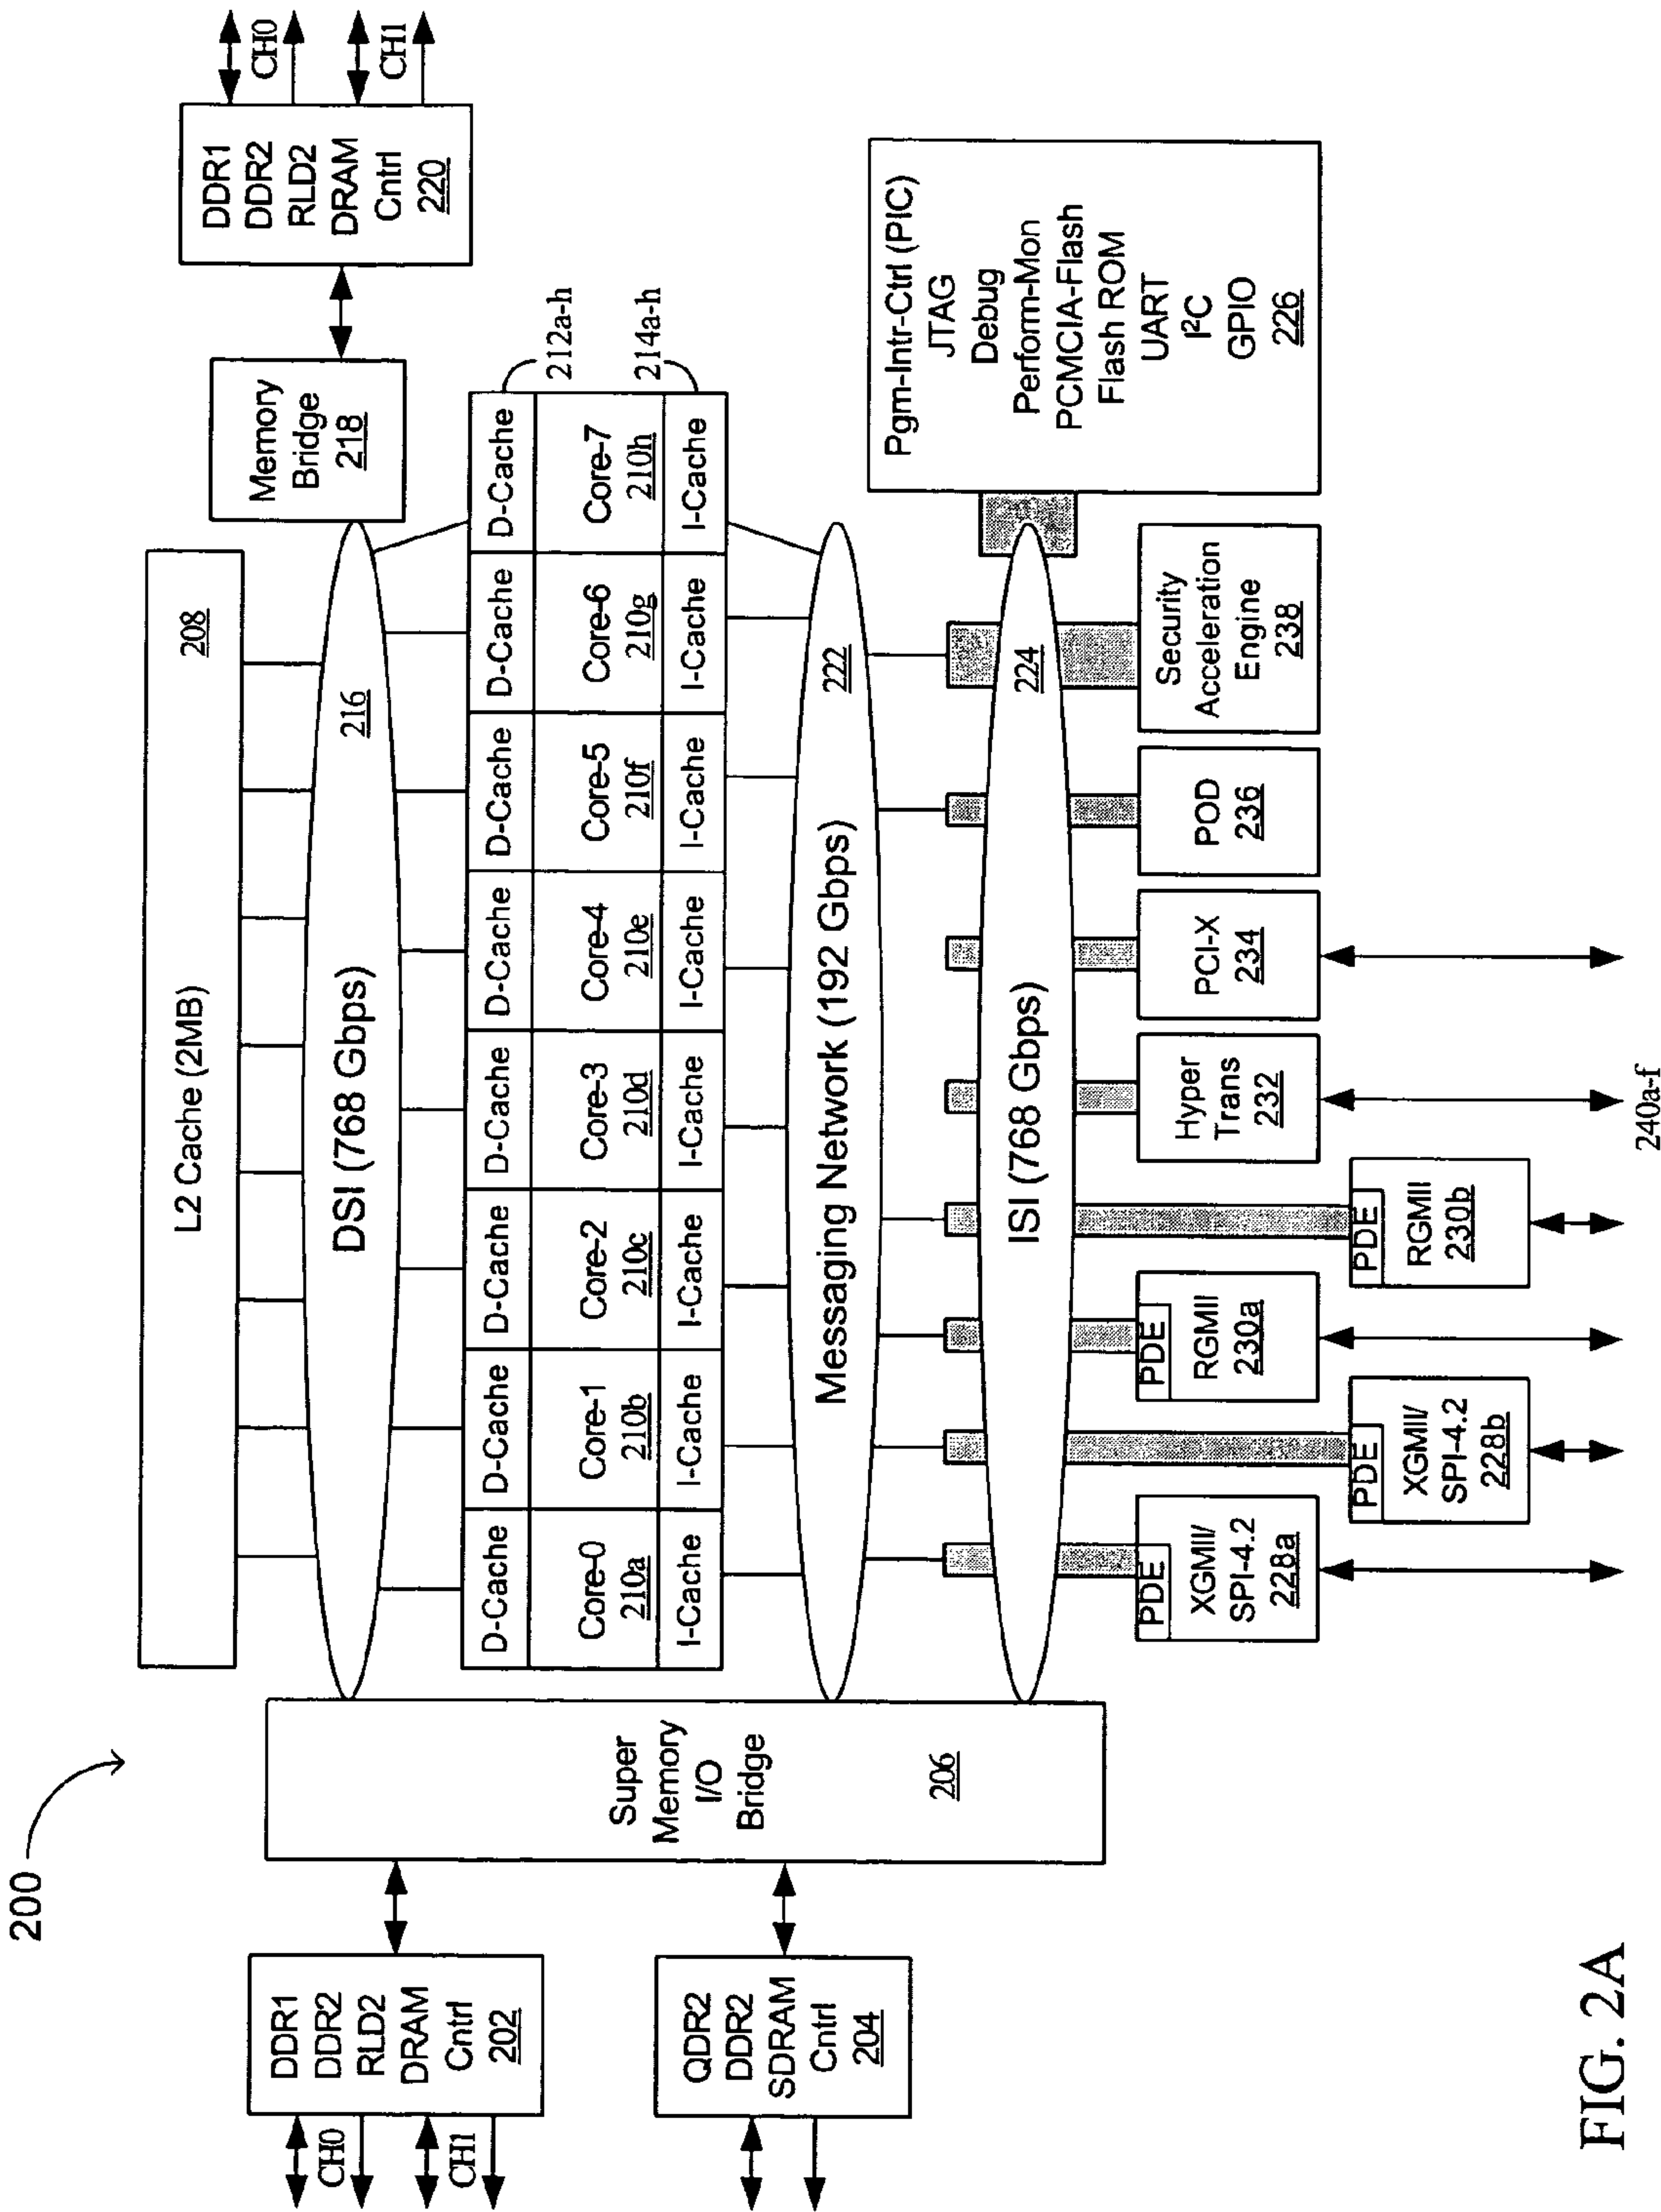 200
L2 Cache (2MB)
208
DSI (768 Gbps)
216
Memory
Bridge
218
DDR1
DDR2
RLD2
DRAM
Cntrl
220
CH0
CH1
DDR1
DDR2
RLD2
DRAM
Cntrl
202
CH0
CH1
QDR2
DDR2
SDRAM
Cntrl
204
Super
Memory
I/O
Bridge
206
D-Cache
D-Cache
D-Cache
D-Cache
D-Cache
D-Cache
D-Cache
D-Cache
212a-h
Core-0
210a
Core-1
210b
Core-2
210c
Core-3
210d
Core-4
210e
Core-5
210f
Core-6
210g
Core-7
210h
I-Cache
I-Cache
I-Cache
I-Cache
I-Cache
I-Cache
I-Cache
I-Cache
214a-h
Messaging Network (192 Gbps)
222
ISI (768 Gbps)
224
Pgm-Intr-Ctrl (PIC)
JTAG
Debug
Perform-Mon
PCMCIA-Flash
Flash ROM
UART
I²C
GPIO
226
PDE
XGMII/
SPI-4.2
228a
PDE
XGMII/
SPI-4.2
228b
PDE
RGMII
230a
PDE
RGMII
230b
Hyper
Trans
232
PCI-X
234
POD
236
Security
Acceleration
Engine
238
240a-f
FIG. 2A